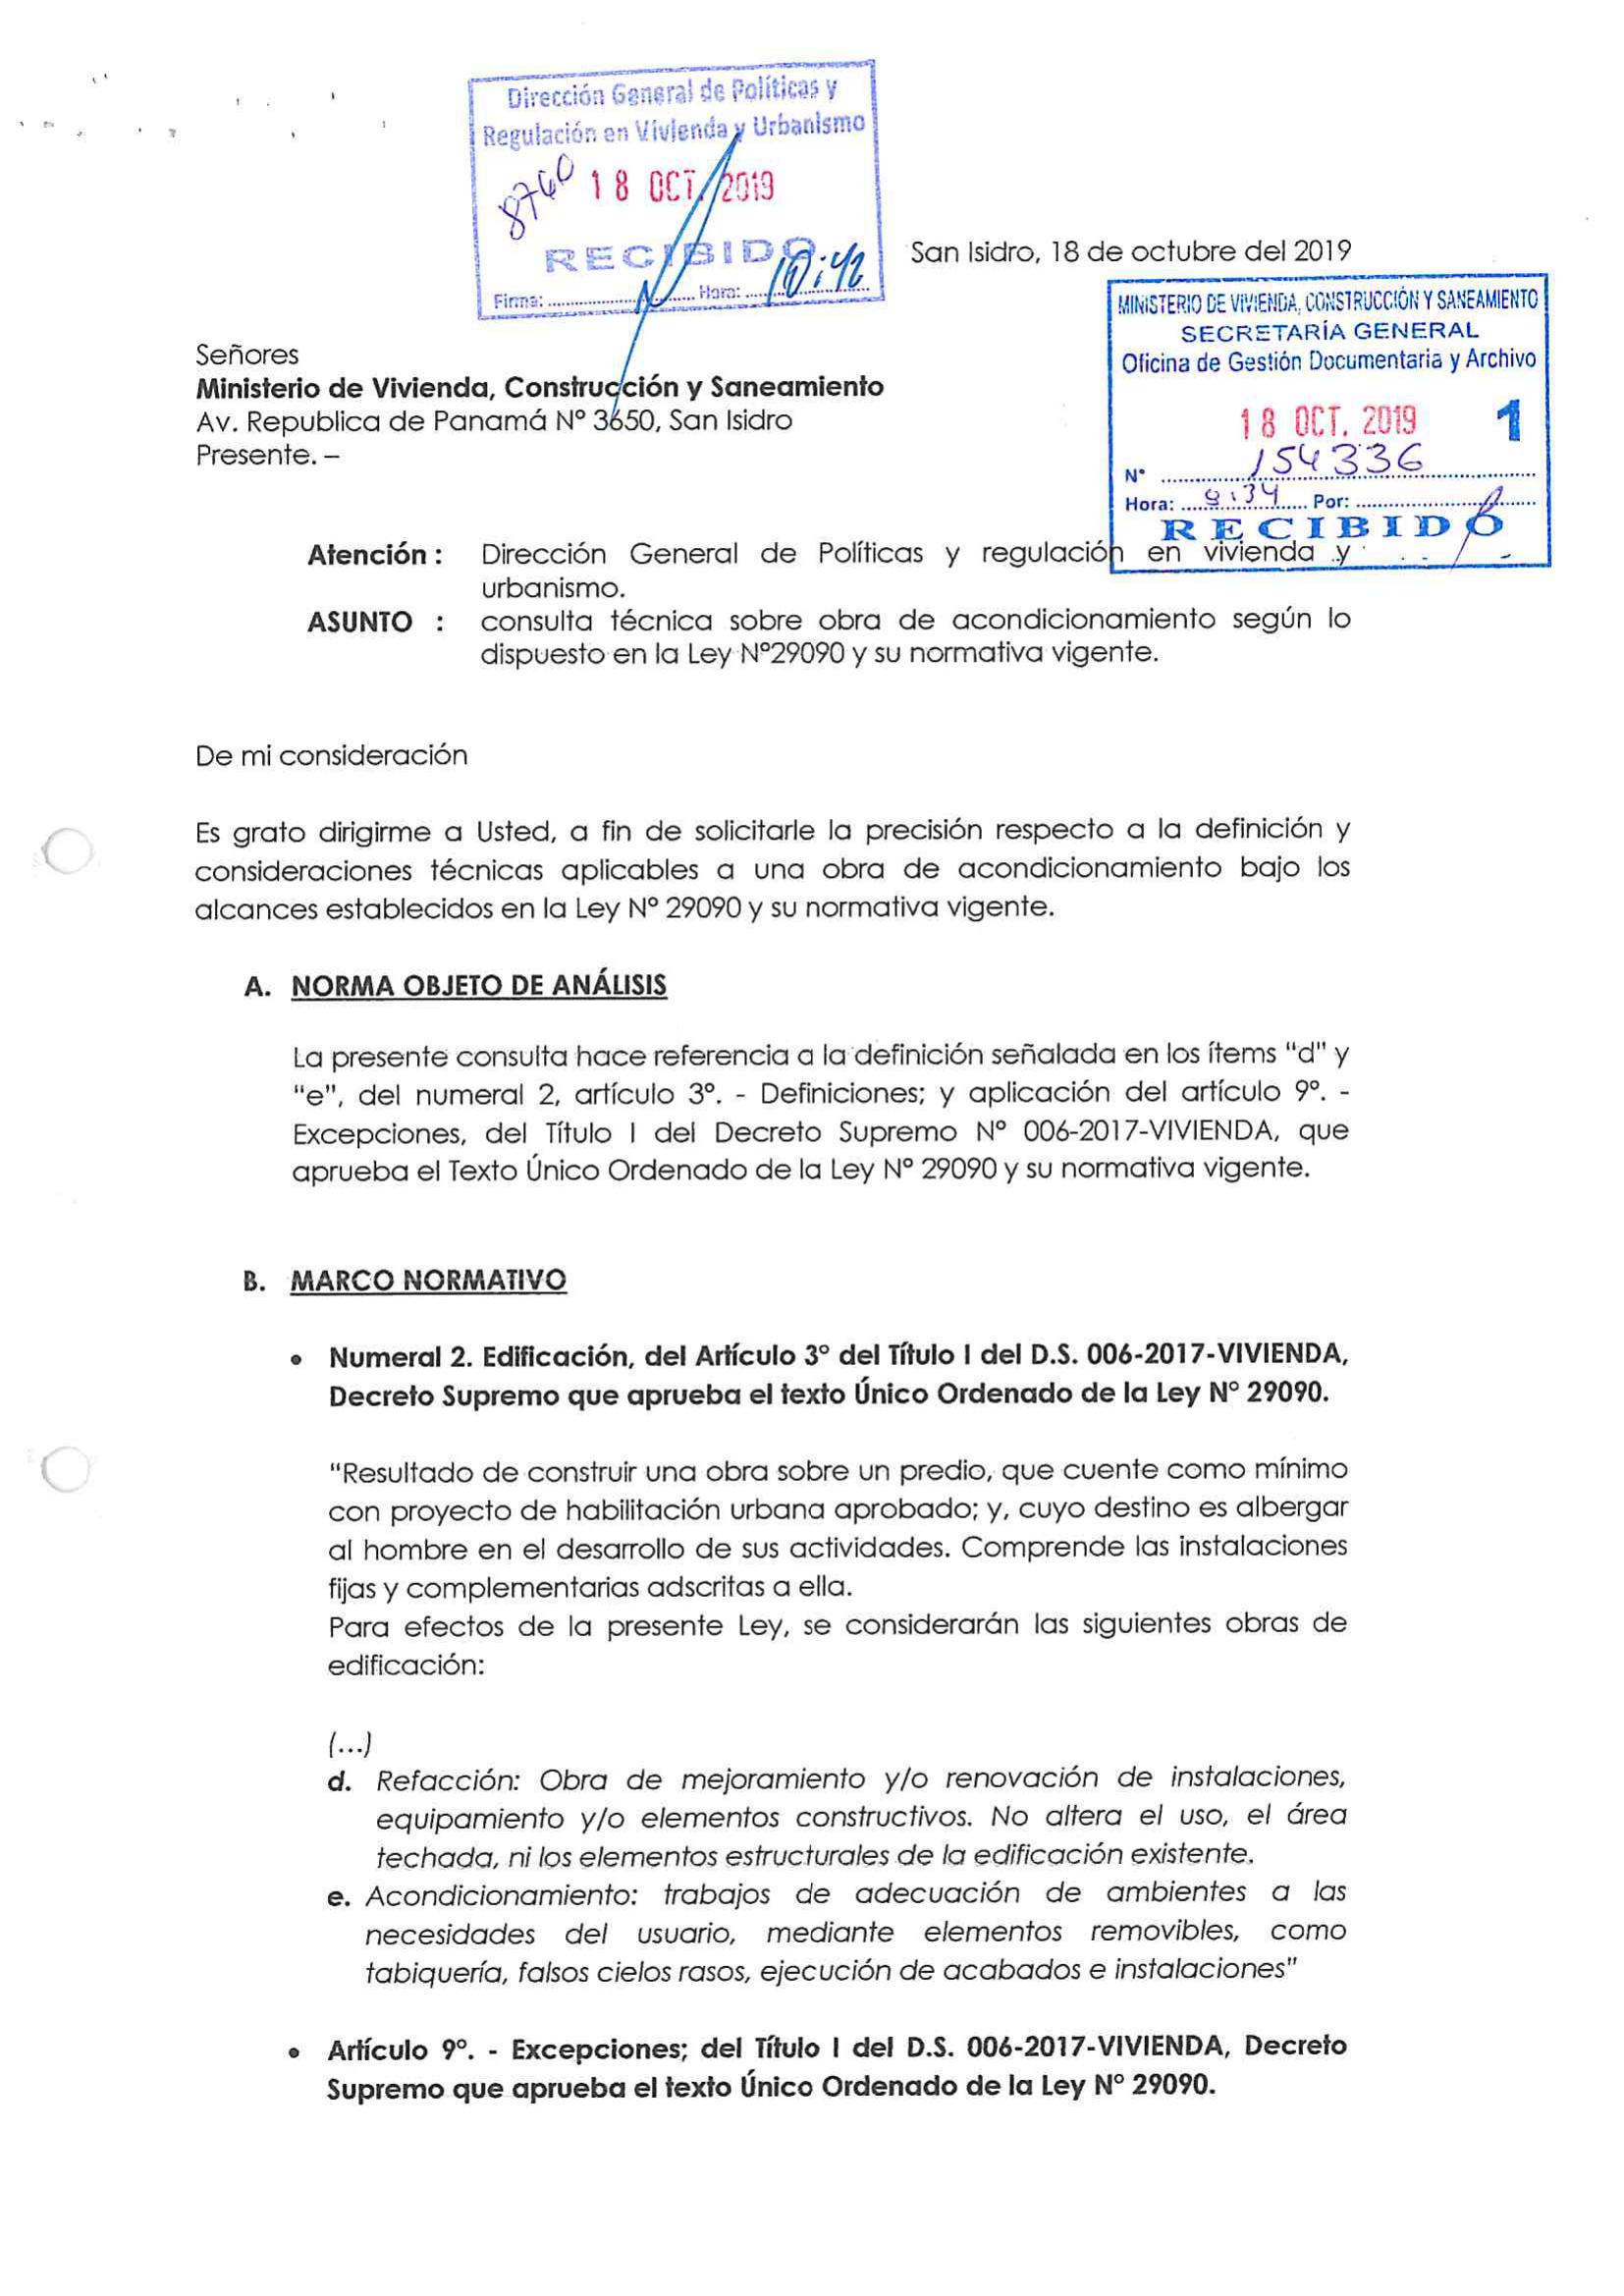 Dirección General de Políticas y
Regulación en Vivienda y Urbanismo
8760
18 OCT. 2019
RECIBIDO
Firma: Hora: 10:42
San Isidro, 18 de octubre del 2019
MINISTERIO DE VIVIENDA, CONSTRUCCIÓN Y SANEAMIENTO
SECRETARÍA GENERAL
Oficina de Gestión Documentaria y Archivo
18 OCT. 2019 1
N° 154336
Hora: 9:34 Por:
RECIBIDO
Señores
Ministerio de Vivienda, Construcción y Saneamiento
Av. Republica de Panamá N° 3650, San Isidro
Presente. –
Atención : Dirección General de Políticas y regulación en vivienda y
urbanismo.
ASUNTO : consulta técnica sobre obra de acondicionamiento según lo
dispuesto en la Ley N°29090 y su normativa vigente.
De mi consideración
Es grato dirigirme a Usted, a fin de solicitarle la precisión respecto a la definición y
consideraciones técnicas aplicables a una obra de acondicionamiento bajo los
alcances establecidos en la Ley N° 29090 y su normativa vigente.
A. NORMA OBJETO DE ANÁLISIS
La presente consulta hace referencia a la definición señalada en los ítems "d" y
"e", del numeral 2, artículo 3°. - Definiciones; y aplicación del artículo 9°. -
Excepciones, del Título I del Decreto Supremo N° 006-2017-VIVIENDA, que
aprueba el Texto Único Ordenado de la Ley N° 29090 y su normativa vigente.
B. MARCO NORMATIVO
• Numeral 2. Edificación, del Artículo 3° del Título I del D.S. 006-2017-VIVIENDA,
Decreto Supremo que aprueba el texto Único Ordenado de la Ley N° 29090.
"Resultado de construir una obra sobre un predio, que cuente como mínimo
con proyecto de habilitación urbana aprobado; y, cuyo destino es albergar
al hombre en el desarrollo de sus actividades. Comprende las instalaciones
fijas y complementarias adscritas a ella.
Para efectos de la presente Ley, se considerarán las siguientes obras de
edificación:
(...)
d. Refacción: Obra de mejoramiento y/o renovación de instalaciones,
equipamiento y/o elementos constructivos. No altera el uso, el área
techada, ni los elementos estructurales de la edificación existente.
e. Acondicionamiento: trabajos de adecuación de ambientes a las
necesidades del usuario, mediante elementos removibles, como
tabiquería, falsos cielos rasos, ejecución de acabados e instalaciones"
• Artículo 9°. - Excepciones; del Título I del D.S. 006-2017-VIVIENDA, Decreto
Supremo que aprueba el texto Único Ordenado de la Ley N° 29090.